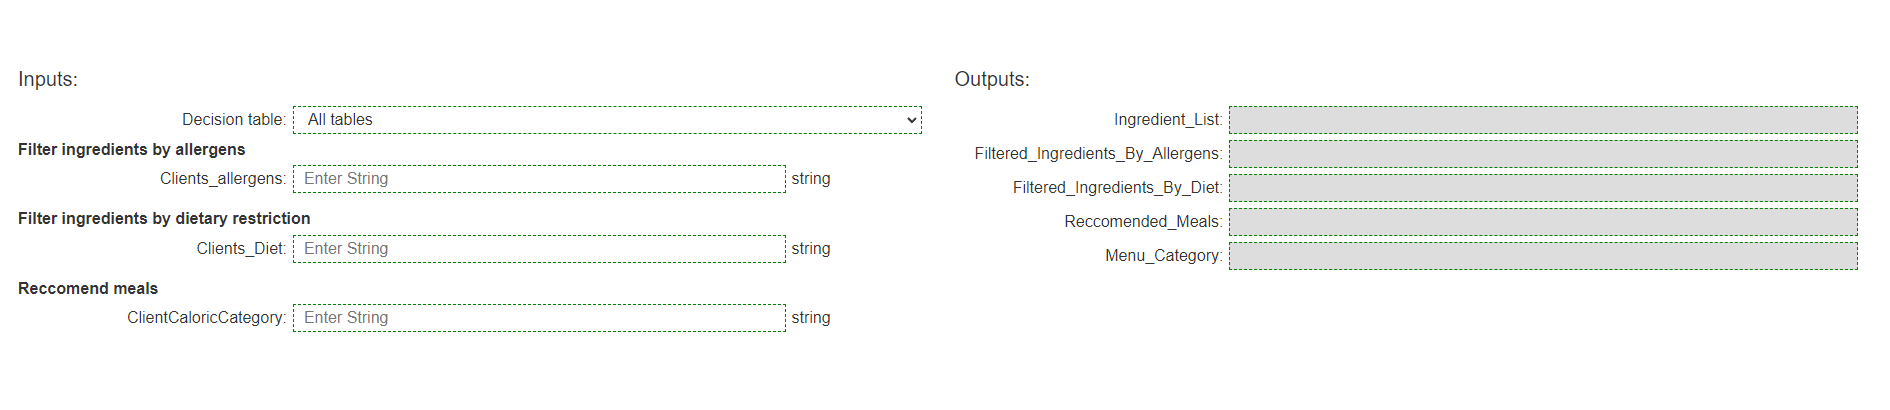 Inputs:
Decision table: All tables
Filter ingredients by allergens
Clients_allergens: Enter String string
Filter ingredients by dietary restriction
Clients_Diet: Enter String string
Reccomend meals
ClientCaloricCategory: Enter String string
Outputs:
Ingredient_List:
Filtered_Ingredients_By_Allergens:
Filtered_Ingredients_By_Diet:
Reccomended_Meals:
Menu_Category: